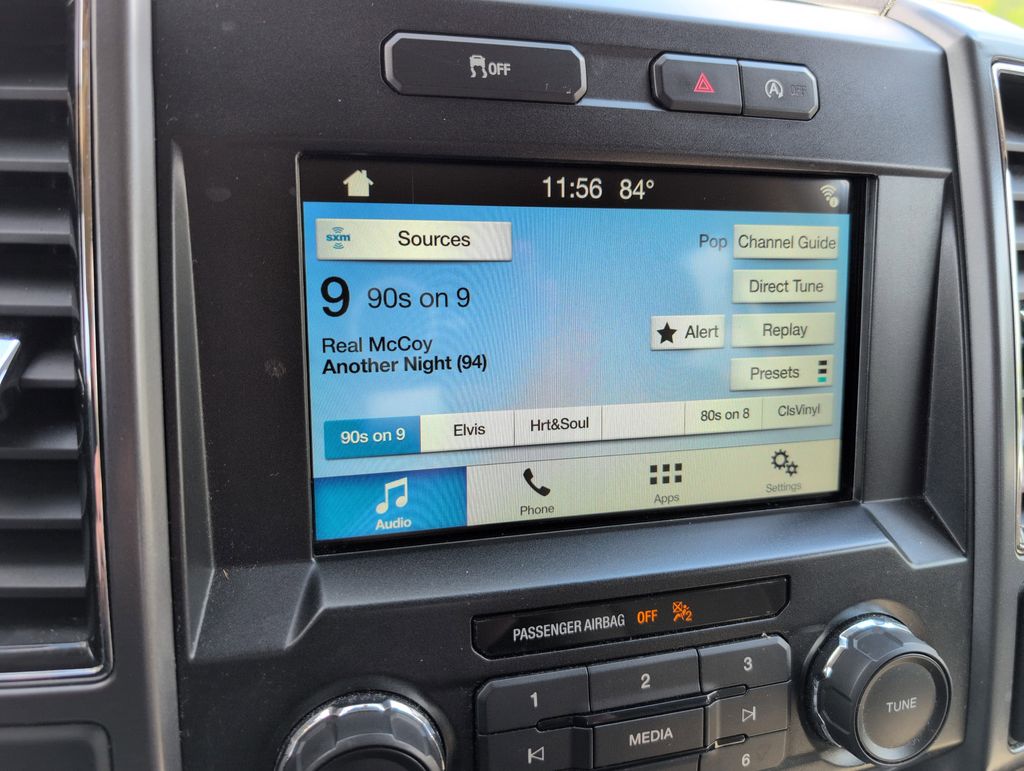 OFF
OFF
11:56 84°
sxm Sources
Pop Channel Guide
9 90s on 9
Direct Tune
Real McCoy
Another Night (94)
Alert
Replay
Presets
90s on 9 Elvis Hrt&Soul 80s on 8 ClsVinyl
Audio Phone Apps Settings
PASSENGER AIRBAG OFF 2
1 2 3
MEDIA
6
TUNE